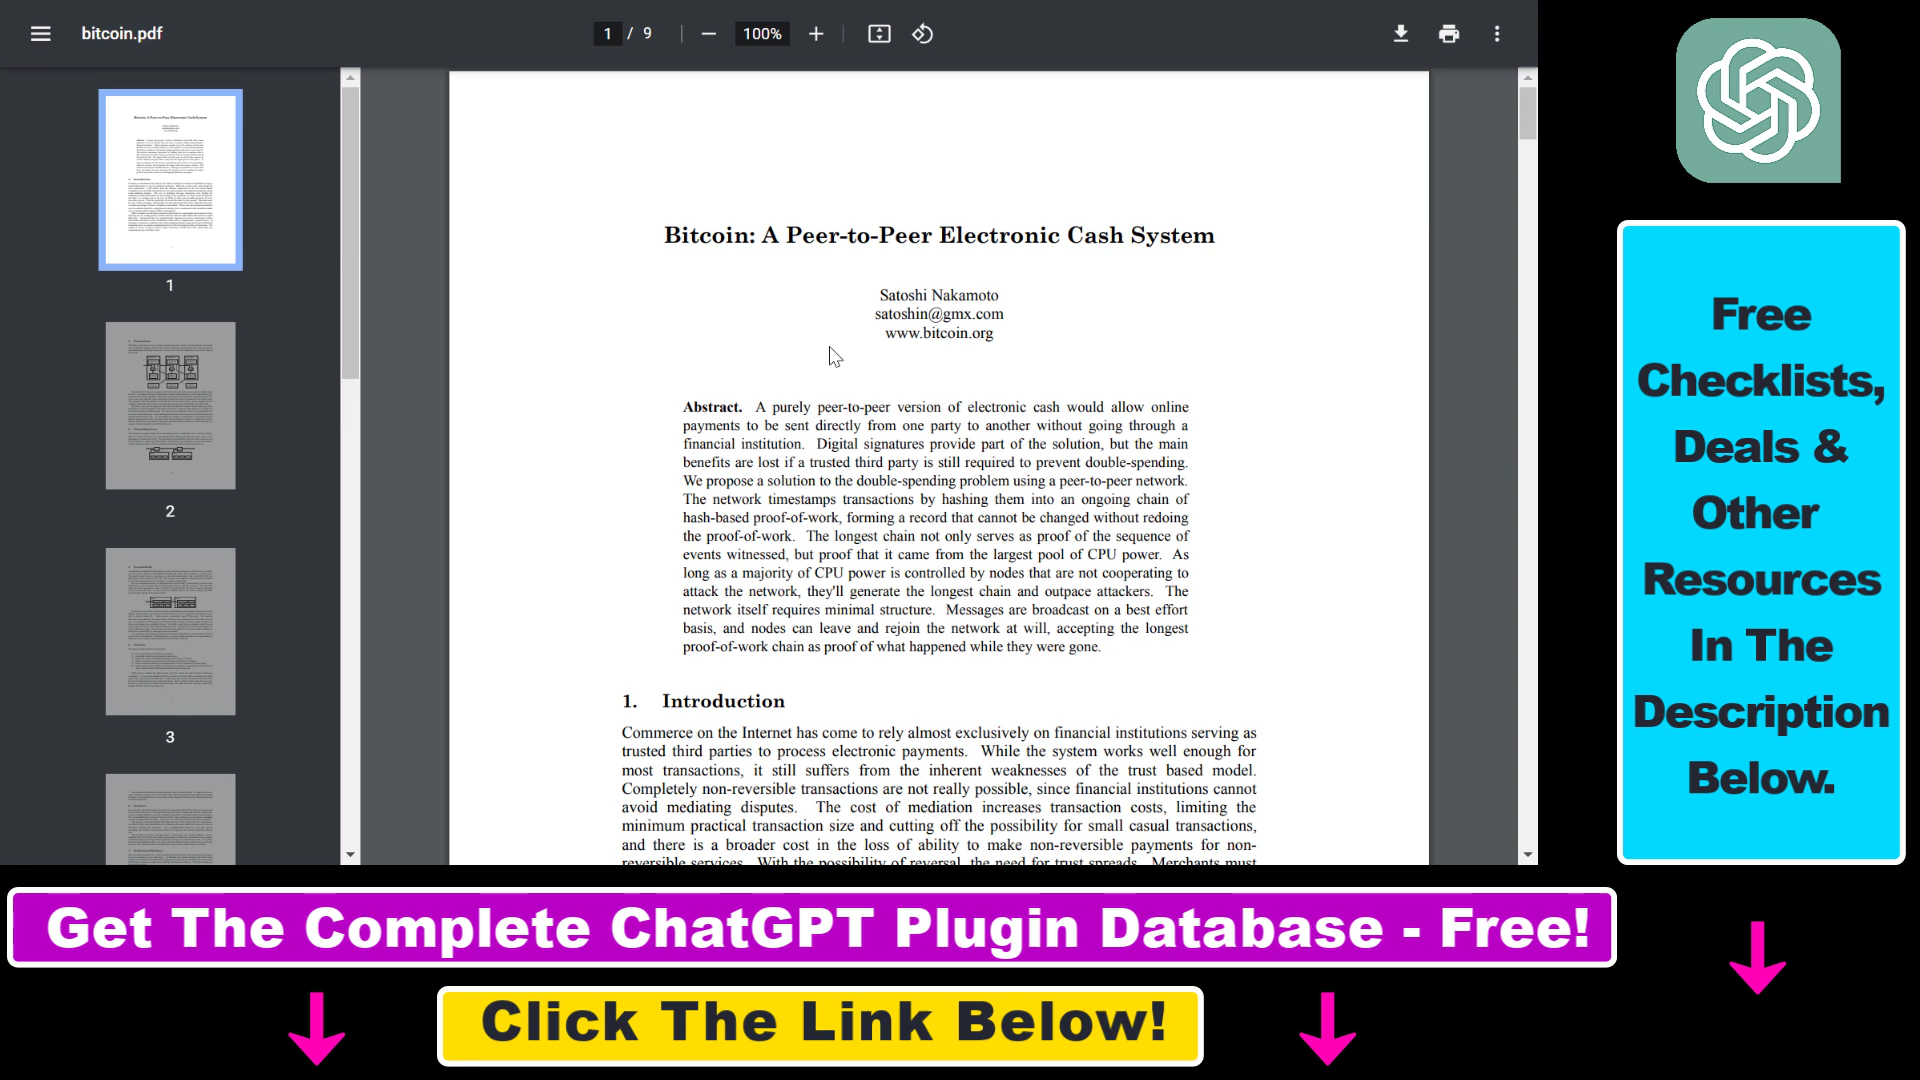 bitcoin.pdf
1 / 9
100%
1
2
3
Bitcoin: A Peer-to-Peer Electronic Cash System
Satoshi Nakamoto
satoshin@gmx.com
www.bitcoin.org
Abstract. A purely peer-to-peer version of electronic cash would allow online
payments to be sent directly from one party to another without going through a
financial institution. Digital signatures provide part of the solution, but the main
benefits are lost if a trusted third party is still required to prevent double-spending.
We propose a solution to the double-spending problem using a peer-to-peer network.
The network timestamps transactions by hashing them into an ongoing chain of
hash-based proof-of-work, forming a record that cannot be changed without redoing
the proof-of-work. The longest chain not only serves as proof of the sequence of
events witnessed, but proof that it came from the largest pool of CPU power. As
long as a majority of CPU power is controlled by nodes that are not cooperating to
attack the network, they'll generate the longest chain and outpace attackers. The
network itself requires minimal structure. Messages are broadcast on a best effort
basis, and nodes can leave and rejoin the network at will, accepting the longest
proof-of-work chain as proof of what happened while they were gone.
1. Introduction
Commerce on the Internet has come to rely almost exclusively on financial institutions serving as
trusted third parties to process electronic payments. While the system works well enough for
most transactions, it still suffers from the inherent weaknesses of the trust based model.
Completely non-reversible transactions are not really possible, since financial institutions cannot
avoid mediating disputes. The cost of mediation increases transaction costs, limiting the
minimum practical transaction size and cutting off the possibility for small casual transactions,
and there is a broader cost in the loss of ability to make non-reversible payments for non-
reversible services. With the possibility of reversal, the need for trust spreads. Merchants must
Free
Checklists,
Deals &
Other
Resources
In The
Description
Below.
Get The Complete ChatGPT Plugin Database - Free!
Click The Link Below!